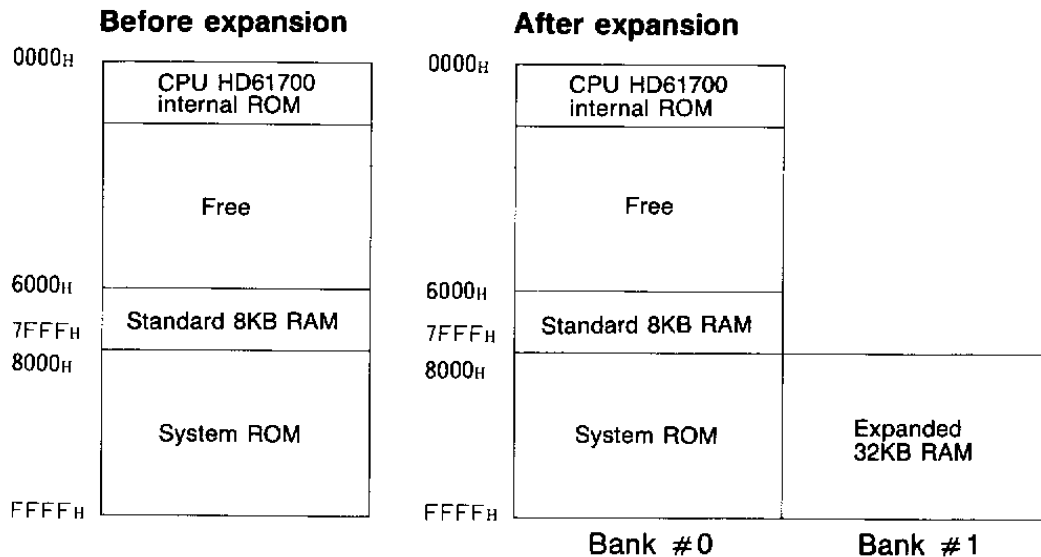 Before expansion
0000H
CPU HD61700
internal ROM
Free
6000H
Standard 8KB RAM
7FFFH
8000H
System ROM
FFFFH
After expansion
0000H
CPU HD61700
internal ROM
Free
6000H
Standard 8KB RAM
7FFFH
8000H
System ROM
Expanded
32KB RAM
FFFFH
Bank #0
Bank #1